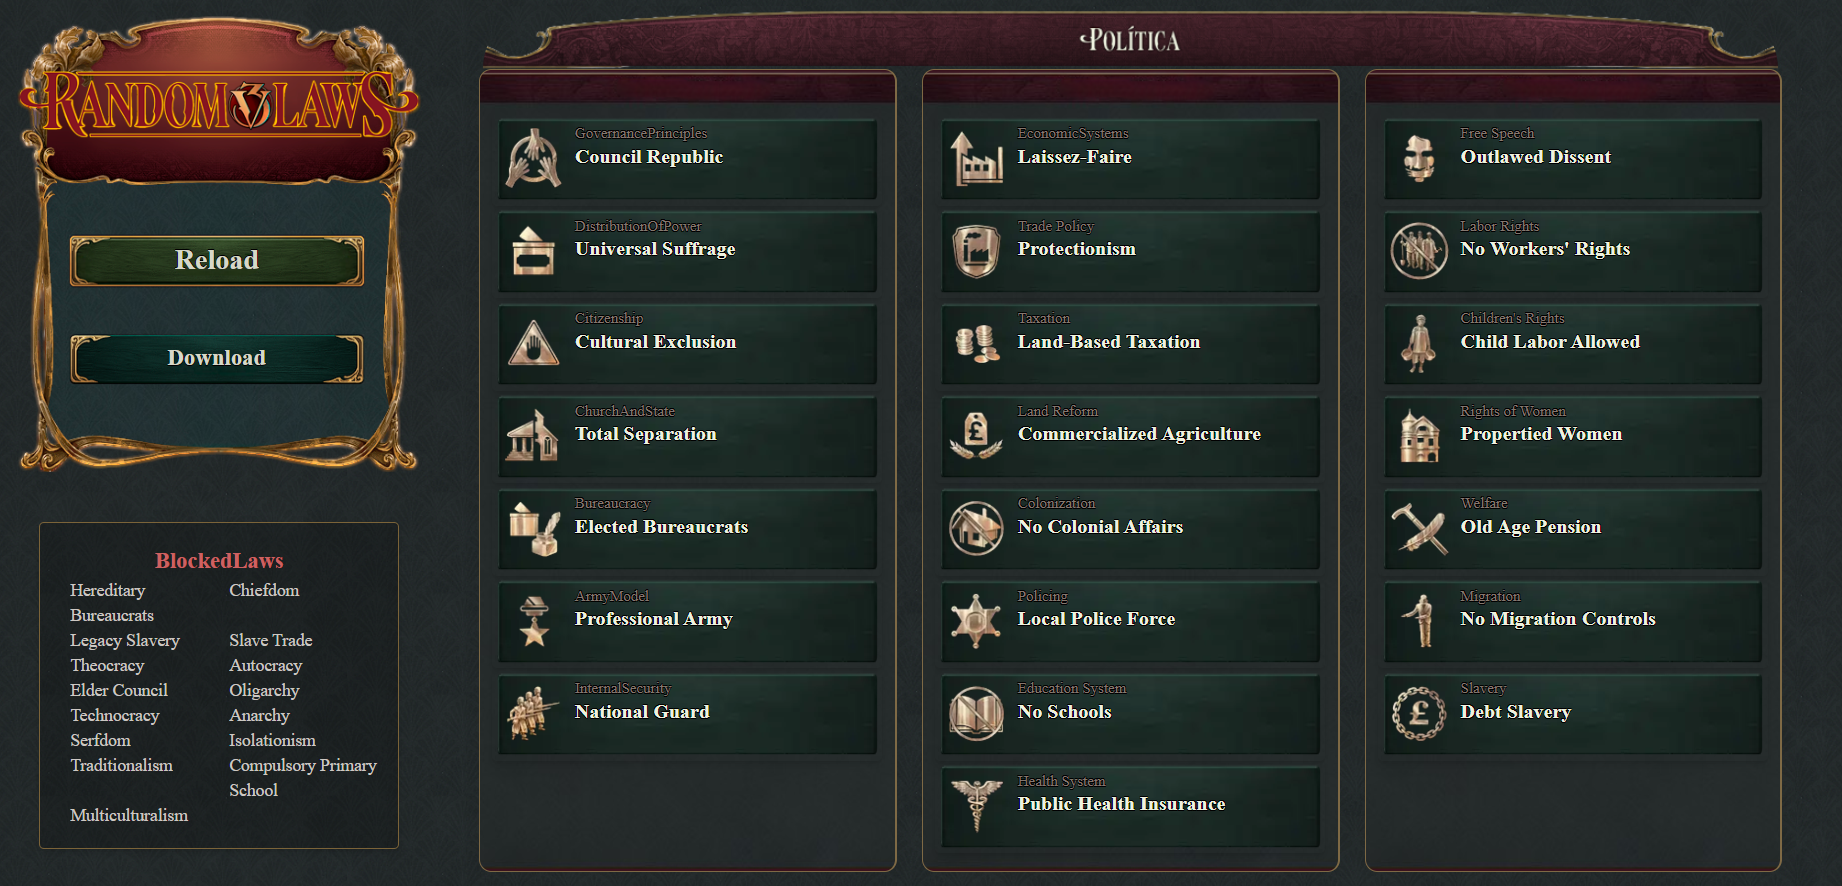 RANDOM V3 LAWS
Reload
Download
BlockedLaws
Hereditary Bureaucrats
Chiefdom
Legacy Slavery
Slave Trade
Theocracy
Autocracy
Elder Council
Oligarchy
Technocracy
Anarchy
Serfdom
Isolationism
Traditionalism
Compulsory Primary School
Multiculturalism
POLÍTICA
GovernancePrinciples
Council Republic
DistributionOfPower
Universal Suffrage
Citizenship
Cultural Exclusion
ChurchAndState
Total Separation
Bureaucracy
Elected Bureaucrats
ArmyModel
Professional Army
InternalSecurity
National Guard
EconomicSystems
Laissez-Faire
Trade Policy
Protectionism
Taxation
Land-Based Taxation
Land Reform
Commercialized Agriculture
Colonization
No Colonial Affairs
Policing
Local Police Force
Education System
No Schools
Health System
Public Health Insurance
Free Speech
Outlawed Dissent
Labor Rights
No Workers' Rights
Children's Rights
Child Labor Allowed
Rights of Women
Propertied Women
Welfare
Old Age Pension
Migration
No Migration Controls
Slavery
Debt Slavery